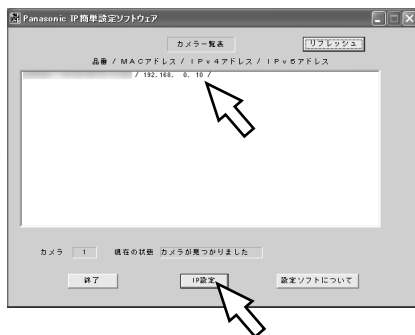 Panasonic IP簡単設定ソフトウェア
カメラ一覧表
リフレッシュ
品番 / MACアドレス / IPv4アドレス / IPv6アドレス
/ 192.168. 0. 10 /
カメラ 1 現在の状態 カメラが見つかりました
終了 IP設定 設定ソフトについて